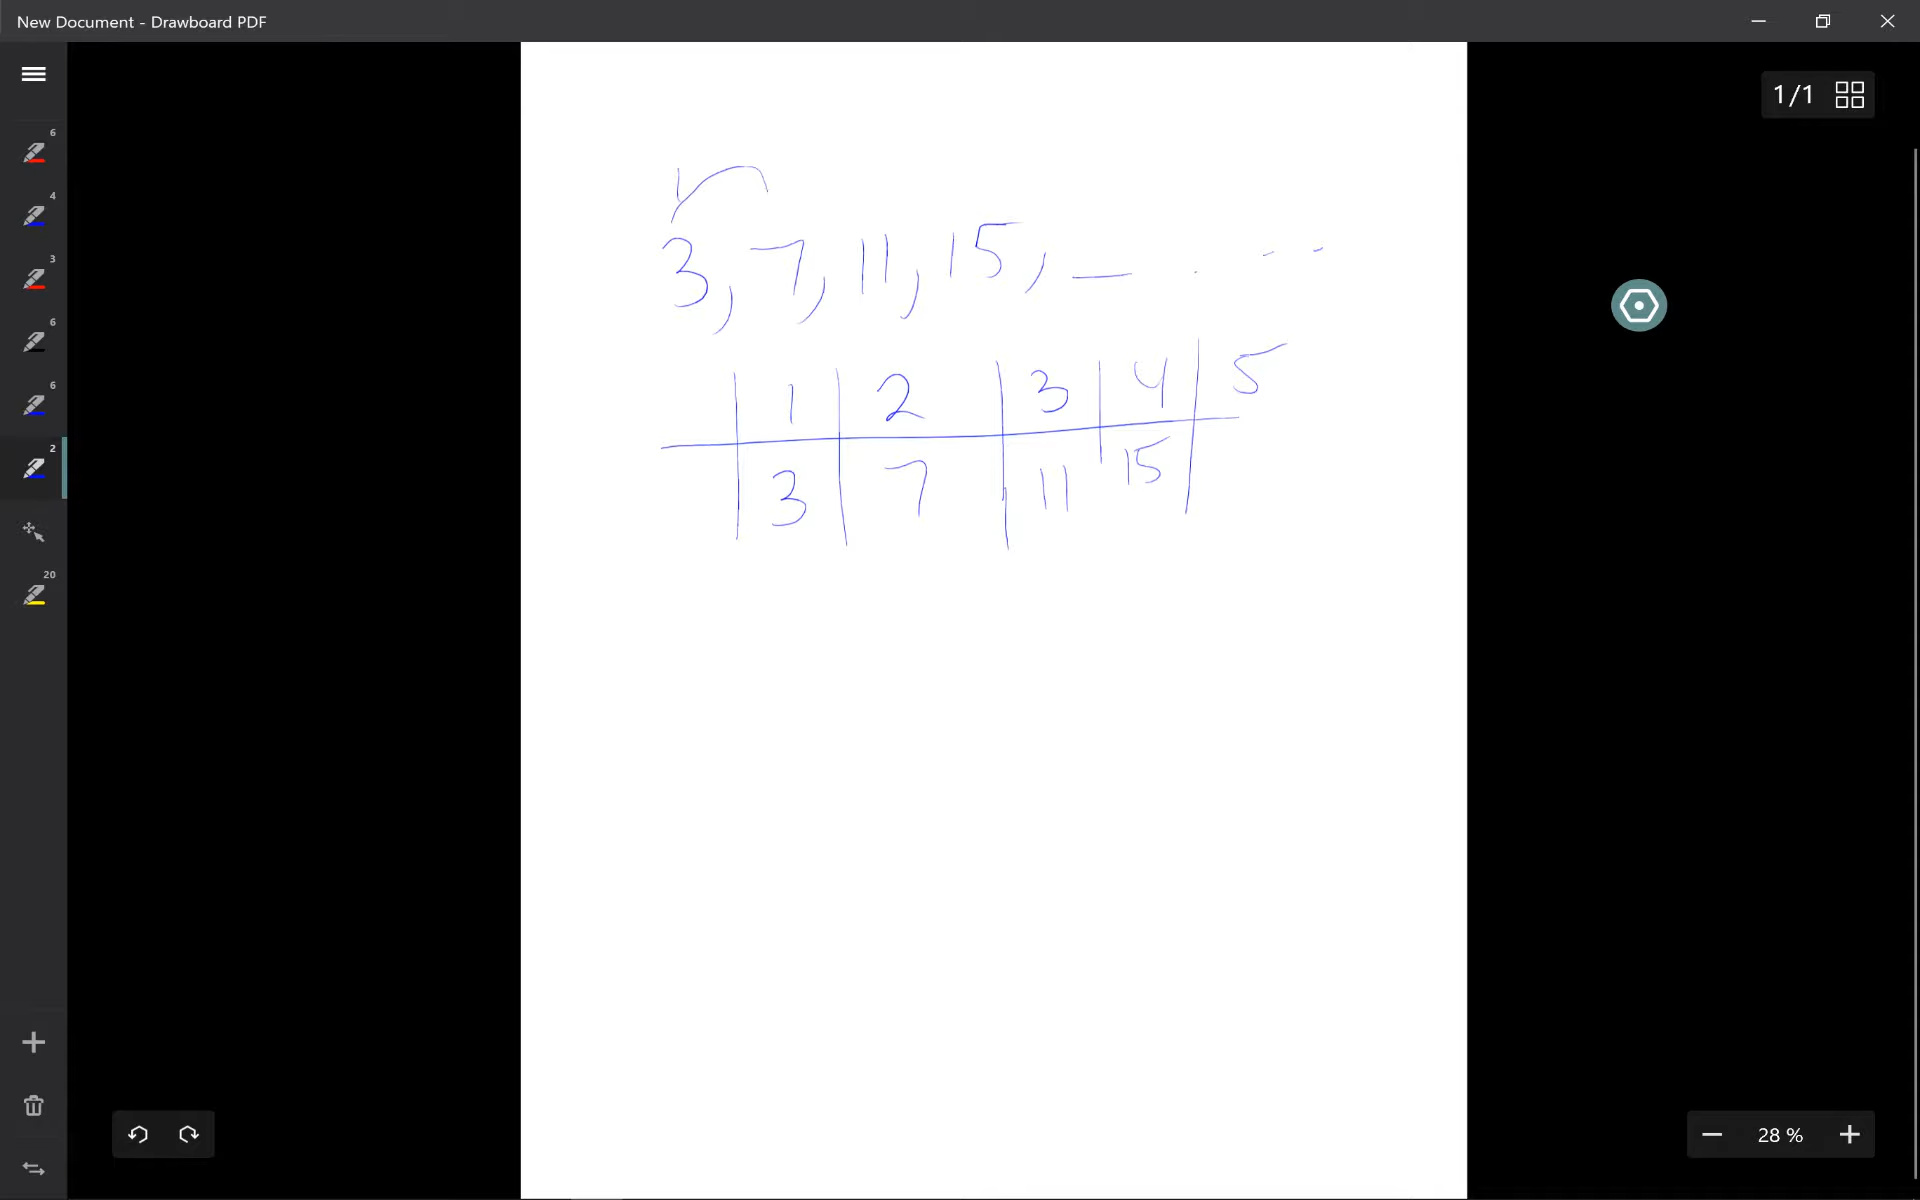 New Document - Drawboard PDF
1/1
6
4
3
6
6
2
20
3, 7, 11, 15, _ . . .
1 2 3 4 5
3 7 11 15
28 %